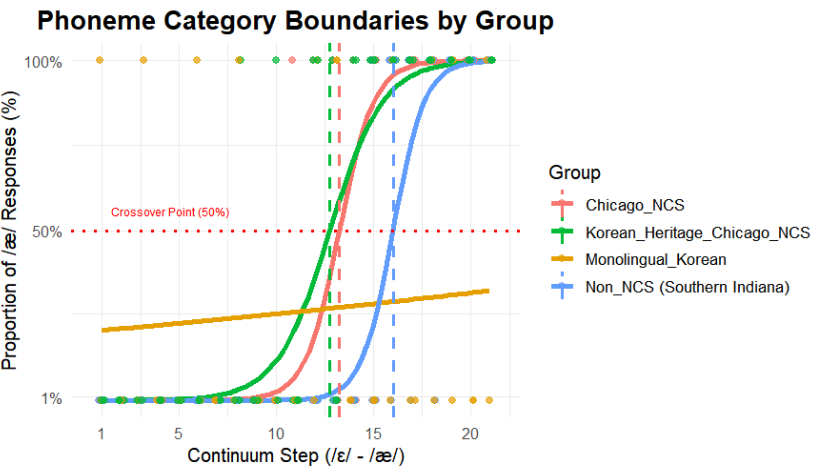 Phoneme Category Boundaries by Group
Proportion of /æ/ Responses (%)
100%
50%
1%
Crossover Point (50%)
1 5 10 15 20
Continuum Step (/ε/ - /æ/)
Group
Chicago_NCS
Korean_Heritage_Chicago_NCS
Monolingual_Korean
Non_NCS (Southern Indiana)